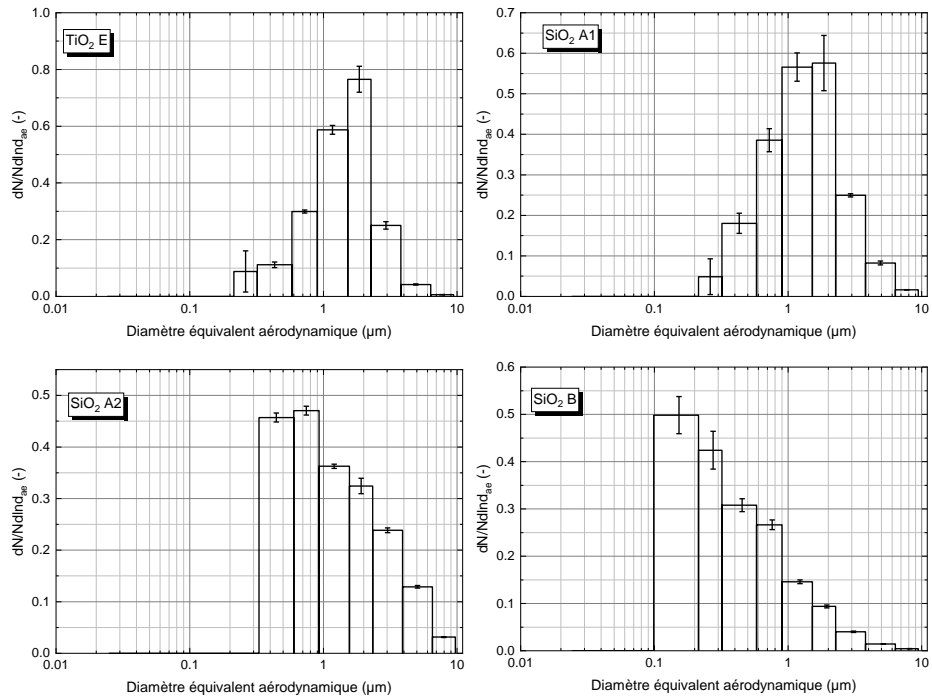 TiO2 E
1.0
0.8
0.6
0.4
0.2
0.0
dN/Ndlndae (-)
0.01 0.1 1 10
Diamètre équivalent aérodynamique (µm)
SiO2 A1
0.7
0.6
0.5
0.4
0.3
0.2
0.1
0.0
dN/Ndlndae (-)
0.01 0.1 1 10
Diamètre équivalent aérodynamique (µm)
SiO2 A2
0.5
0.4
0.3
0.2
0.1
0.0
dN/Ndlndae (-)
0.01 0.1 1 10
Diamètre équivalent aérodynamique (µm)
SiO2 B
0.6
0.5
0.4
0.3
0.2
0.1
0.0
dN/Ndlndae (-)
0.01 0.1 1 10
Diamètre équivalent aérodynamique (µm)